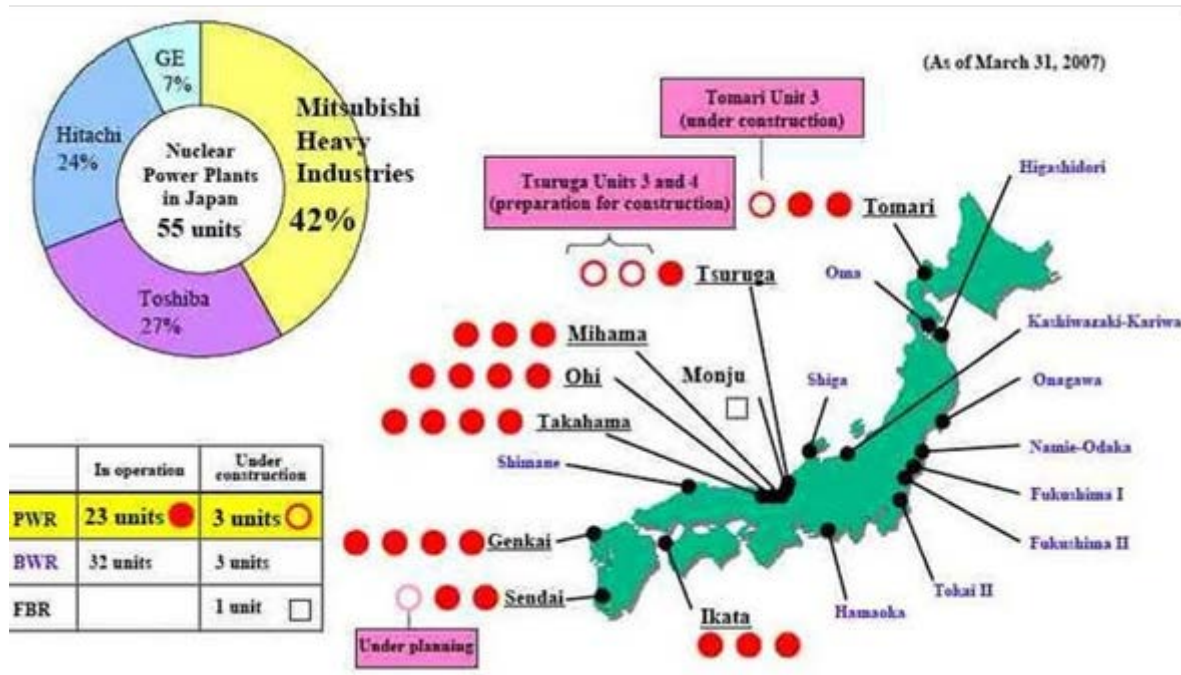 GE
7%
Hitachi
24%
Mitsubishi
Heavy
Industries
42%
Nuclear
Power Plants
in Japan
55 units
Toshiba
27%
(As of March 31, 2007)
Tomari Unit 3
(under construction)
Tsuruga Units 3 and 4
(preparation for construction)
Tomari
Higashidori
Tsuruga
Oma
Kashiwazaki-Kariwa
Mihama
Ohi
Monju
Shiga
Onagawa
Takahama
Shimane
Namie-Odaka
Fukushima I
Fukushima II
Genkai
Sendai
Under planning
Ikata
Hamaoka
Tokai II
In operation
Under
construction
PWR 23 units 3 units
BWR 32 units 3 units
FBR 1 unit